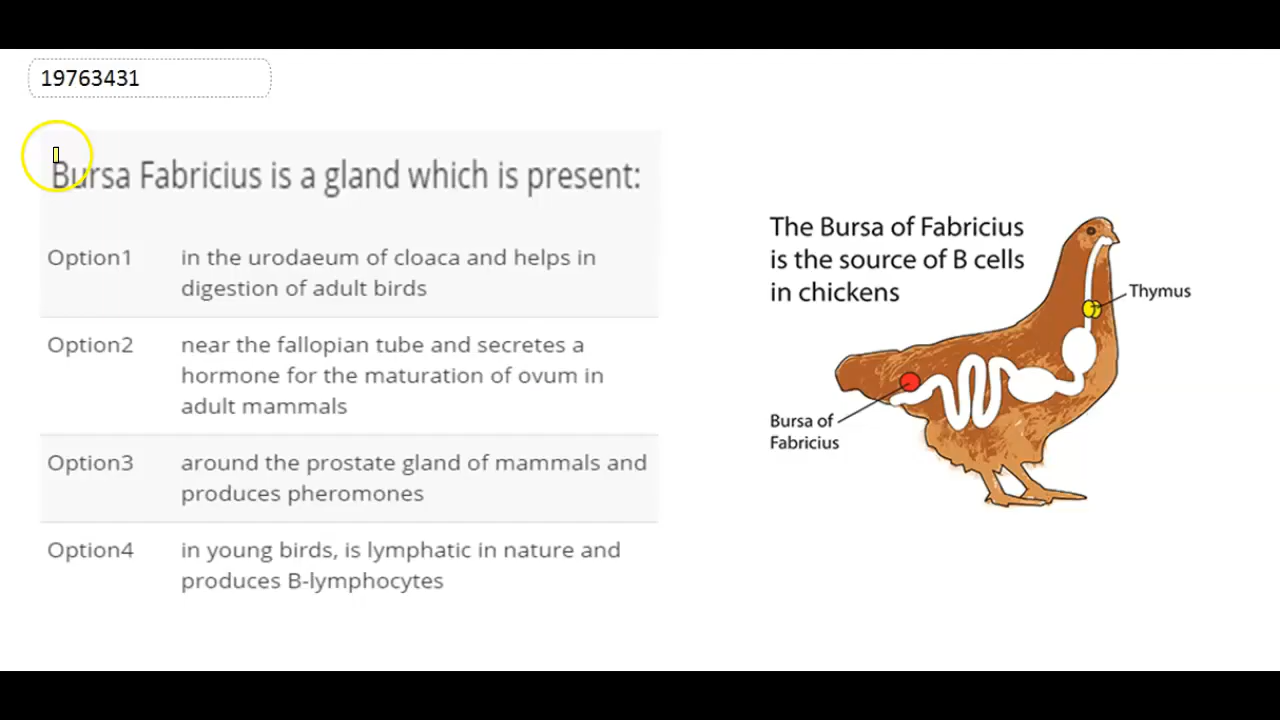 19763431
Bursa Fabricius is a gland which is present:
Option1 in the urodaeum of cloaca and helps in
digestion of adult birds
Option2 near the fallopian tube and secretes a
hormone for the maturation of ovum in
adult mammals
Option3 around the prostate gland of mammals and
produces pheromones
Option4 in young birds, is lymphatic in nature and
produces B-lymphocytes
The Bursa of Fabricius
is the source of B cells
in chickens
Thymus
Bursa of
Fabricius